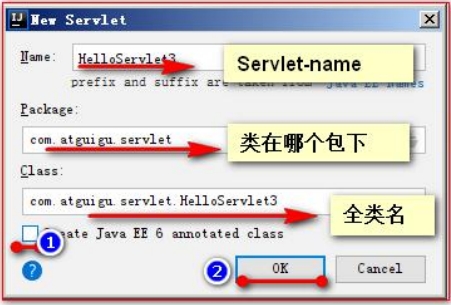 New Servlet
Name: HelloServlet3 Servlet-name
prefix and suffix are taken from Java EE Names
Package:
com.atguigu.servlet 类在哪个包下
Class:
com.atguigu.servlet.HelloServlet3 全类名
1 Create Java EE 6 annotated class
? 2 OK Cancel